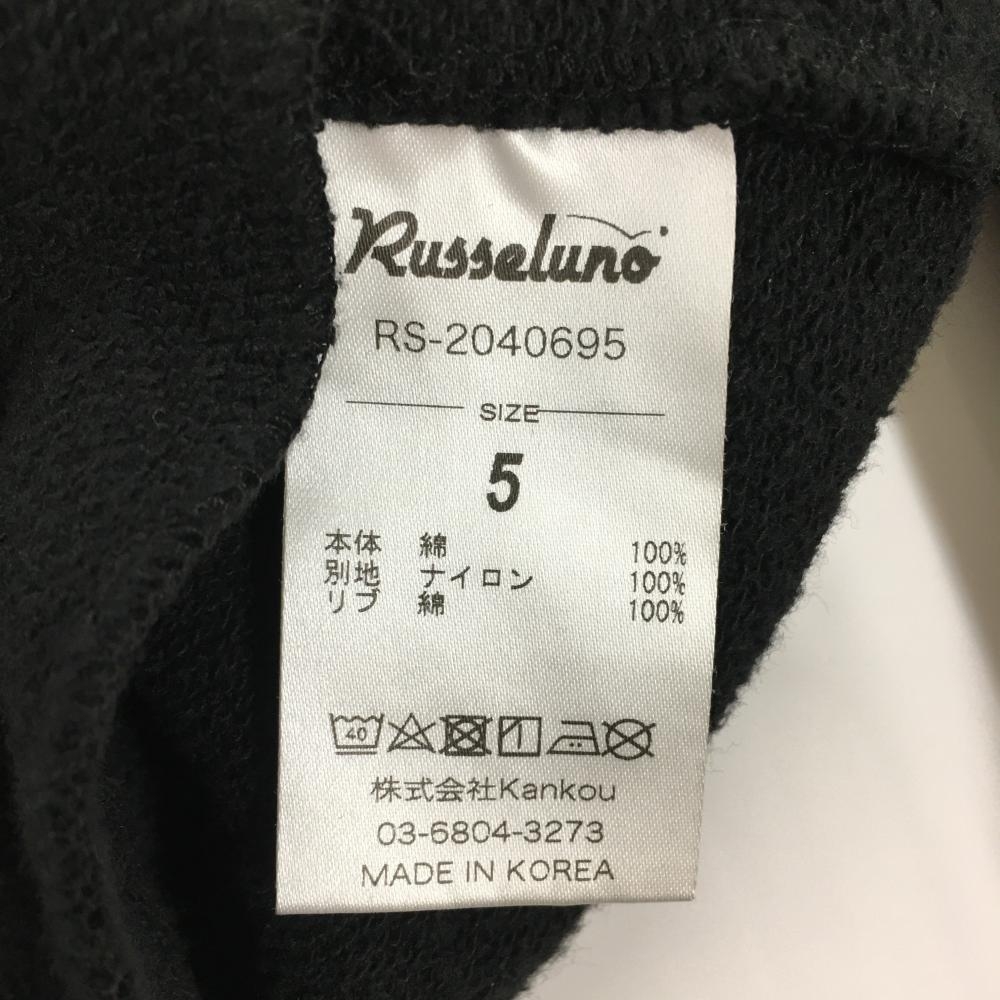 Russeluno
RS-2040695
SIZE
5
本体 綿 100%
別地 ナイロン 100%
リブ 綿 100%
40
株式会社Kankou
03-6804-3273
MADE IN KOREA